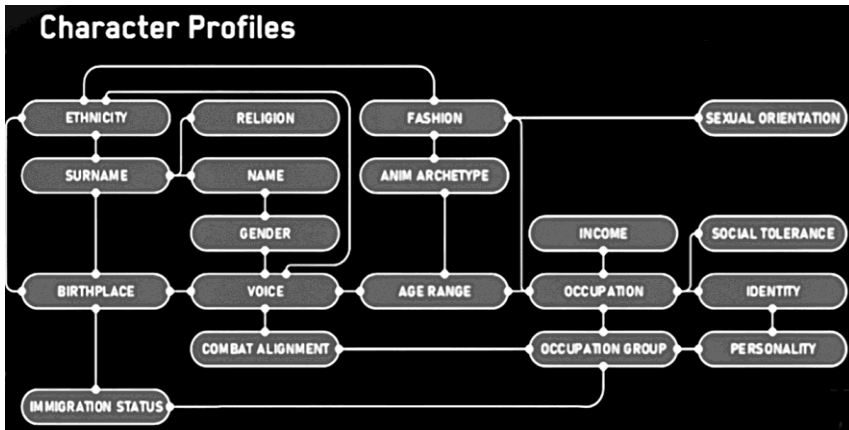 Character Profiles
ETHNICITY
RELIGION
FASHION
SEXUAL ORIENTATION
SURNAME
NAME
ANIM ARCHETYPE
GENDER
INCOME
SOCIAL TOLERANCE
BIRTHPLACE
VOICE
AGE RANGE
OCCUPATION
IDENTITY
COMBAT ALIGNMENT
OCCUPATION GROUP
PERSONALITY
IMMIGRATION STATUS